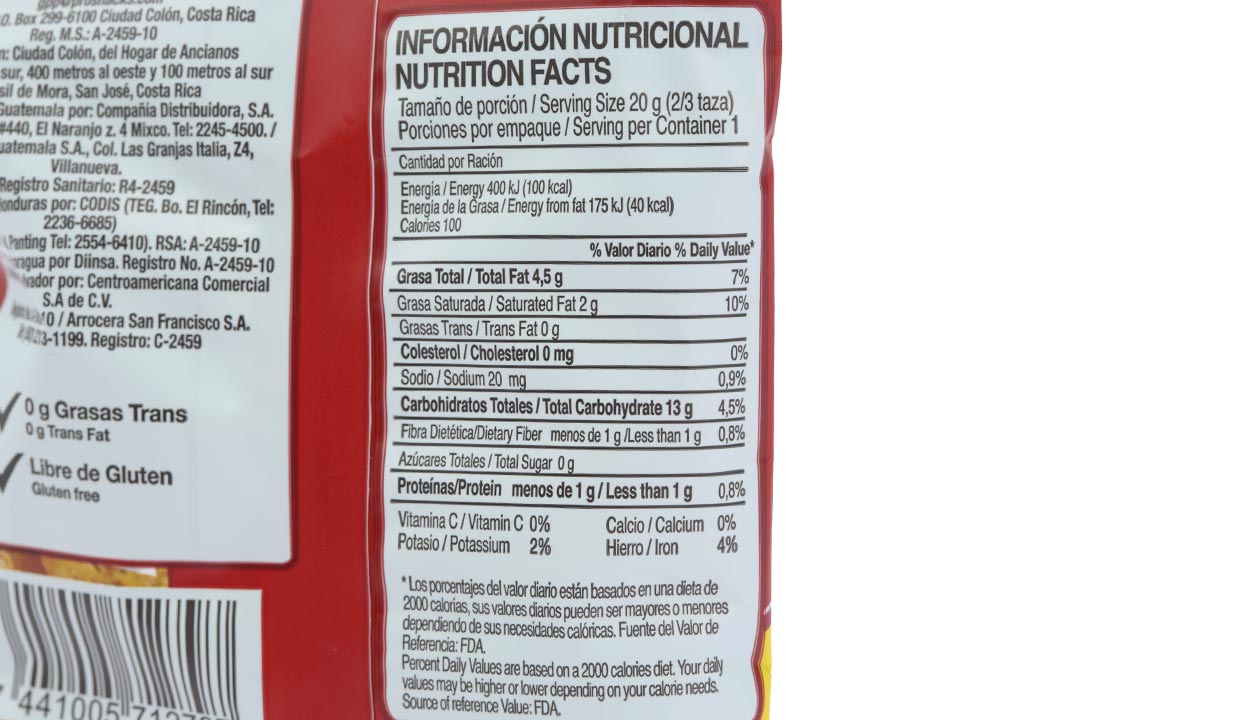 O. Box 299-6100 Ciudad Colón, Costa Rica
Reg. M.S.: A-2459-10
n: Ciudad Colón, del Hogar de Ancianos
sur, 400 metros al oeste y 100 metros al sur
sil de Mora, San José, Costa Rica
Guatemala por: Compañia Distribuidora, S.A.
#440, El Naranjo z. 4 Mixco. Tel: 2245-4500. /
uatemala S.A., Col. Las Granjas Italia, Z4,
Villanueva.
Registro Sanitario: R4-2459
onduras por: CODIS (TEG. Bo. El Rincón, Tel:
2236-6685)
Panting Tel: 2554-6410). RSA: A-2459-10
ragua por Diinsa. Registro No. A-2459-10
vador por: Centroamericana Comercial
S.A de C.V.
0 / Arrocera San Francisco S.A.
3-1199. Registro: C-2459
0 g Grasas Trans
0 g Trans Fat
Libre de Gluten
Gluten free
441005
INFORMACIÓN NUTRICIONAL
NUTRITION FACTS
Tamaño de porción / Serving Size 20 g (2/3 taza)
Porciones por empaque / Serving per Container 1
Cantidad por Ración
Energía / Energy 400 kJ (100 kcal)
Energía de la Grasa / Energy from fat 175 kJ (40 kcal)
Calories 100
% Valor Diario % Daily Value*
Grasa Total / Total Fat 4,5 g 7%
Grasa Saturada / Saturated Fat 2 g 10%
Grasas Trans / Trans Fat 0 g
Colesterol / Cholesterol 0 mg 0%
Sodio / Sodium 20 mg 0,9%
Carbohidratos Totales / Total Carbohydrate 13 g 4,5%
Fibra Dietética/Dietary Fiber menos de 1 g /Less than 1 g 0,8%
Azúcares Totales / Total Sugar 0 g
Proteínas/Protein menos de 1 g / Less than 1 g 0,8%
Vitamina C / Vitamin C 0% Calcio / Calcium 0%
Potasio / Potassium 2% Hierro / Iron 4%
* Los porcentajes del valor diario están basados en una dieta de
2000 calorías, sus valores diarios pueden ser mayores o menores
dependiendo de sus necesidades calóricas. Fuente del Valor de
Referencia: FDA.
Percent Daily Values are based on a 2000 calories diet. Your daily
values may be higher or lower depending on your calorie needs.
Source of reference Value: FDA.